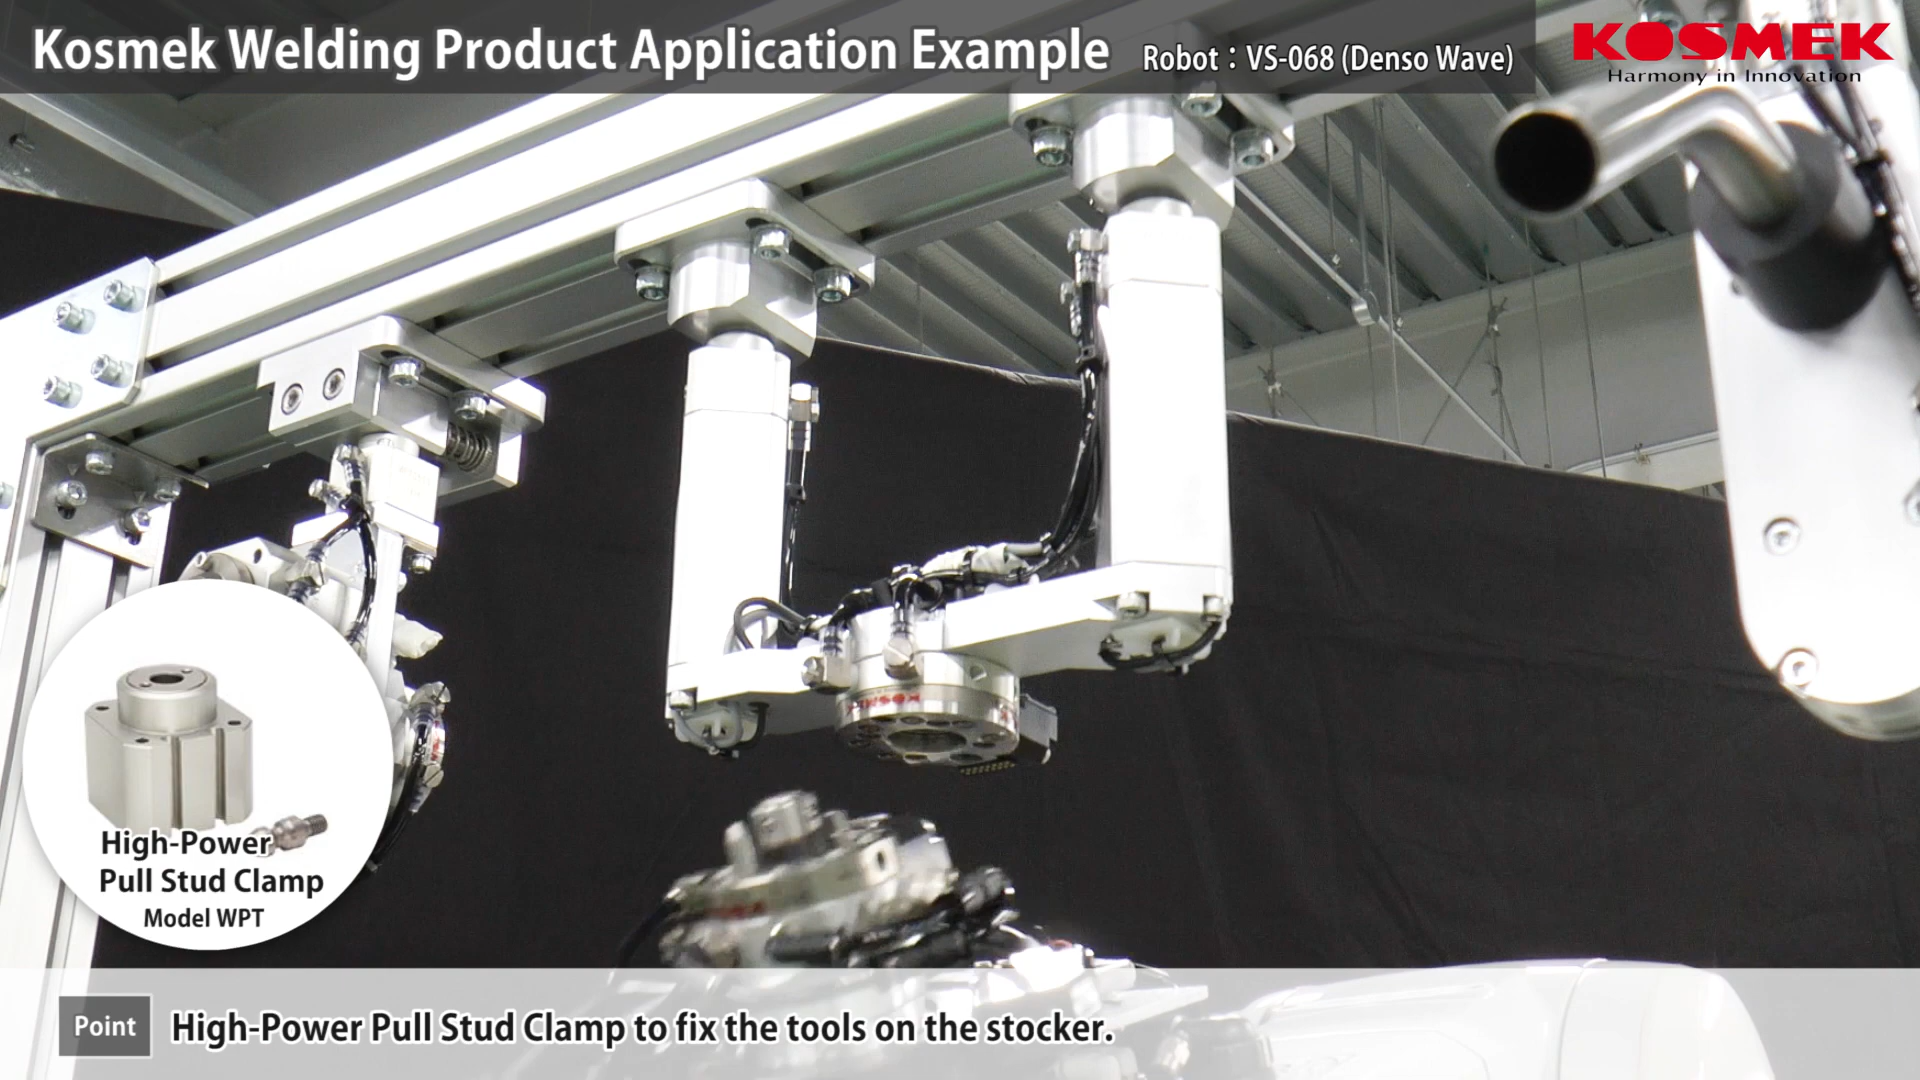 Kosmek Welding Product Application Example
Robot：VS-068 (Denso Wave)
KOSMEK
Harmony in Innovation
KOSMEK
High-Power
Pull Stud Clamp
Model WPT
Point
High-Power Pull Stud Clamp to fix the tools on the stocker.